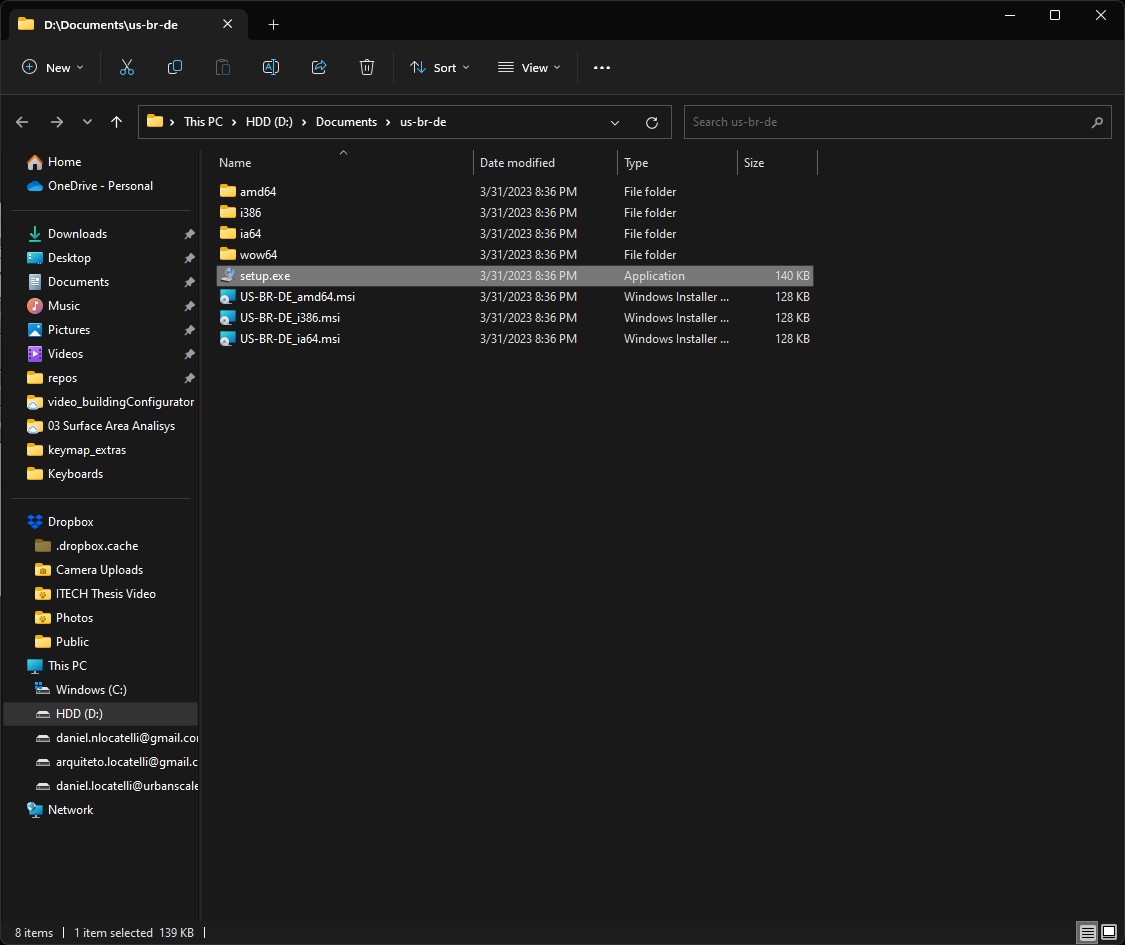 D:\Documents\us-br-de
New
Sort
View
This PC
HDD (D:)
Documents
us-br-de
Search us-br-de
Home
OneDrive - Personal
Downloads
Desktop
Documents
Music
Pictures
Videos
repos
video_buildingConfigurator
03 Surface Area Analisys
keymap_extras
Keyboards
Dropbox
.dropbox.cache
Camera Uploads
ITECH Thesis Video
Photos
Public
This PC
Windows (C:)
HDD (D:)
daniel.nlocatelli@gmail.co
arquiteto.locatelli@gmail.c
daniel.locatelli@urbanscale
Network
Name Date modified Type Size
amd64 3/31/2023 8:36 PM File folder
i386 3/31/2023 8:36 PM File folder
ia64 3/31/2023 8:36 PM File folder
wow64 3/31/2023 8:36 PM File folder
setup.exe 3/31/2023 8:36 PM Application 140 KB
US-BR-DE_amd64.msi 3/31/2023 8:36 PM Windows Installer ... 128 KB
US-BR-DE_i386.msi 3/31/2023 8:36 PM Windows Installer ... 128 KB
US-BR-DE_ia64.msi 3/31/2023 8:36 PM Windows Installer ... 128 KB
8 items 1 item selected 139 KB